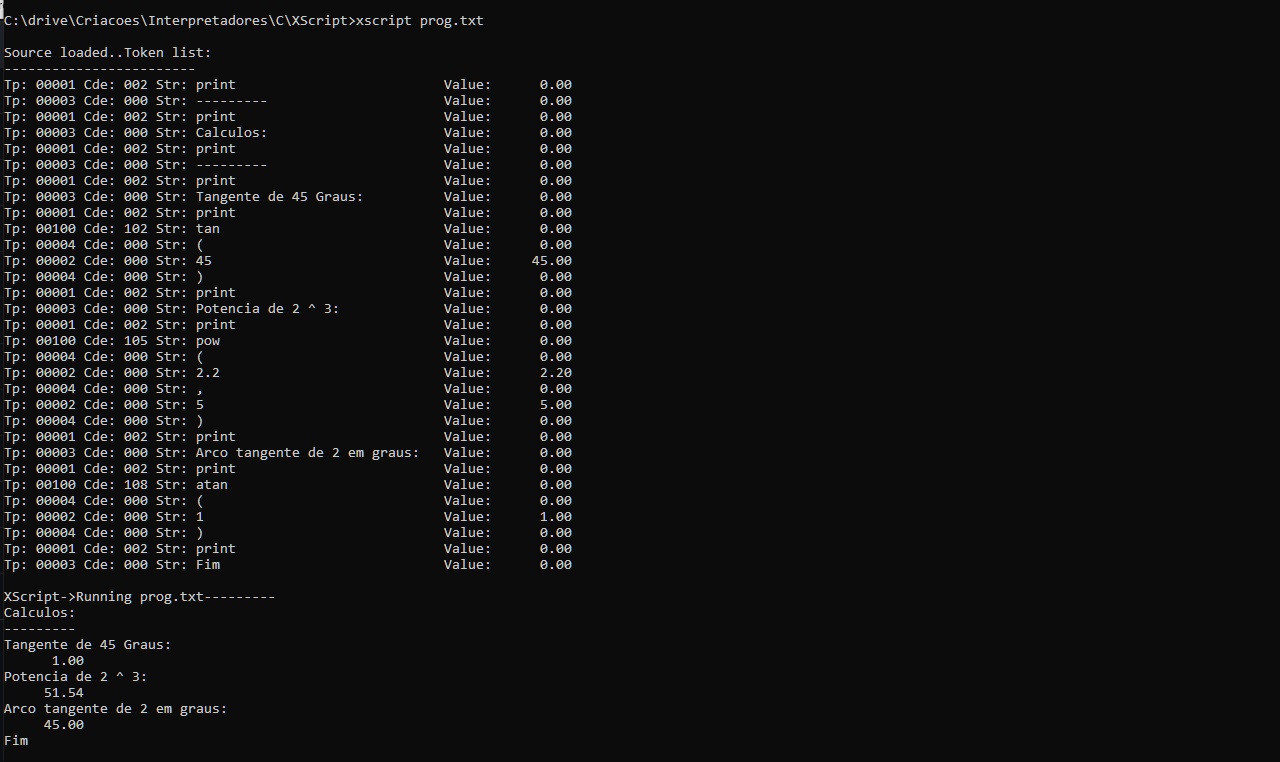 C:\drive\Criacoes\Interpretadores\C\XScript>xscript prog.txt
Source loaded..Token list:
------------------------
Tp: 00001 Cde: 002 Str: print                          Value:      0.00
Tp: 00003 Cde: 000 Str: ---------                      Value:      0.00
Tp: 00001 Cde: 002 Str: print                          Value:      0.00
Tp: 00003 Cde: 000 Str: Calculos:                      Value:      0.00
Tp: 00001 Cde: 002 Str: print                          Value:      0.00
Tp: 00003 Cde: 000 Str: ---------                      Value:      0.00
Tp: 00001 Cde: 002 Str: print                          Value:      0.00
Tp: 00003 Cde: 000 Str: Tangente de 45 Graus:          Value:      0.00
Tp: 00001 Cde: 002 Str: print                          Value:      0.00
Tp: 00100 Cde: 102 Str: tan                            Value:      0.00
Tp: 00004 Cde: 000 Str: (                              Value:      0.00
Tp: 00002 Cde: 000 Str: 45                             Value:     45.00
Tp: 00004 Cde: 000 Str: )                              Value:      0.00
Tp: 00001 Cde: 002 Str: print                          Value:      0.00
Tp: 00003 Cde: 000 Str: Potencia de 2 ^ 3:             Value:      0.00
Tp: 00001 Cde: 002 Str: print                          Value:      0.00
Tp: 00100 Cde: 105 Str: pow                            Value:      0.00
Tp: 00004 Cde: 000 Str: (                              Value:      0.00
Tp: 00002 Cde: 000 Str: 2.2                            Value:      2.20
Tp: 00004 Cde: 000 Str: ,                              Value:      0.00
Tp: 00002 Cde: 000 Str: 5                              Value:      5.00
Tp: 00004 Cde: 000 Str: )                              Value:      0.00
Tp: 00001 Cde: 002 Str: print                          Value:      0.00
Tp: 00003 Cde: 000 Str: Arco tangente de 2 em graus:   Value:      0.00
Tp: 00001 Cde: 002 Str: print                          Value:      0.00
Tp: 00100 Cde: 108 Str: atan                           Value:      0.00
Tp: 00004 Cde: 000 Str: (                              Value:      0.00
Tp: 00002 Cde: 000 Str: 1                              Value:      1.00
Tp: 00004 Cde: 000 Str: )                              Value:      0.00
Tp: 00001 Cde: 002 Str: print                          Value:      0.00
Tp: 00003 Cde: 000 Str: Fim                            Value:      0.00
XScript->Running prog.txt---------
Calculos:
---------
Tangente de 45 Graus:
      1.00
Potencia de 2 ^ 3:
     51.54
Arco tangente de 2 em graus:
     45.00
Fim